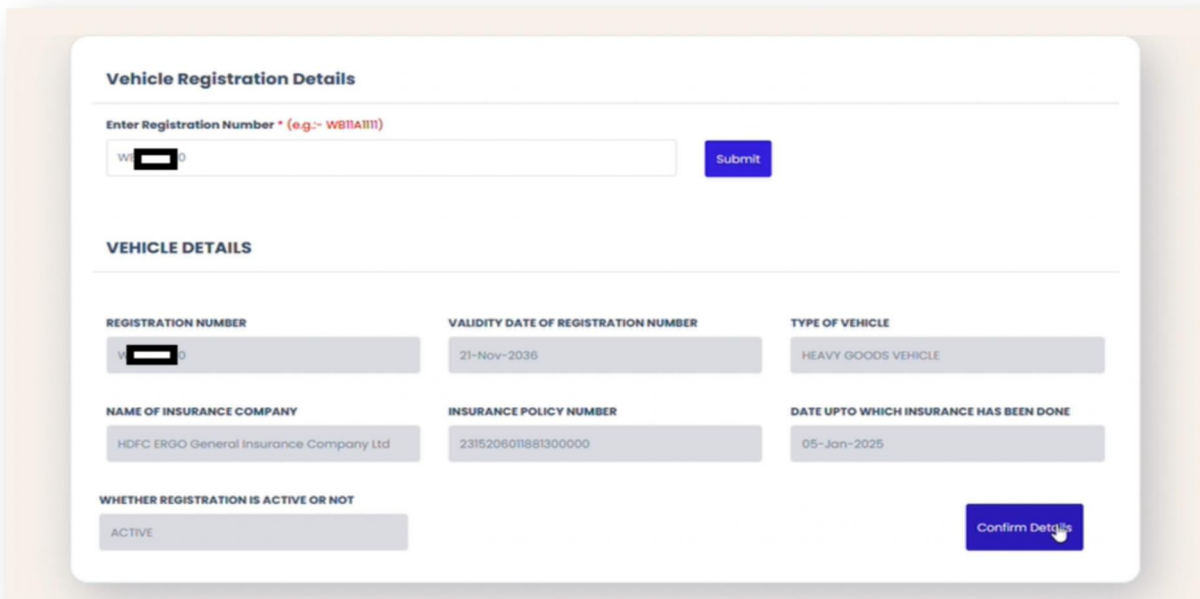 Vehicle Registration Details
Enter Registration Number * (e.g.:- WB11A1111)
Submit
VEHICLE DETAILS
REGISTRATION NUMBER VALIDITY DATE OF REGISTRATION NUMBER TYPE OF VEHICLE
21-Nov-2036 HEAVY GOODS VEHICLE
NAME OF INSURANCE COMPANY INSURANCE POLICY NUMBER DATE UPTO WHICH INSURANCE HAS BEEN DONE
HDFC ERGO General Insurance Company Ltd 2315206011881300000 05-Jan-2025
WHETHER REGISTRATION IS ACTIVE OR NOT
ACTIVE Confirm Details